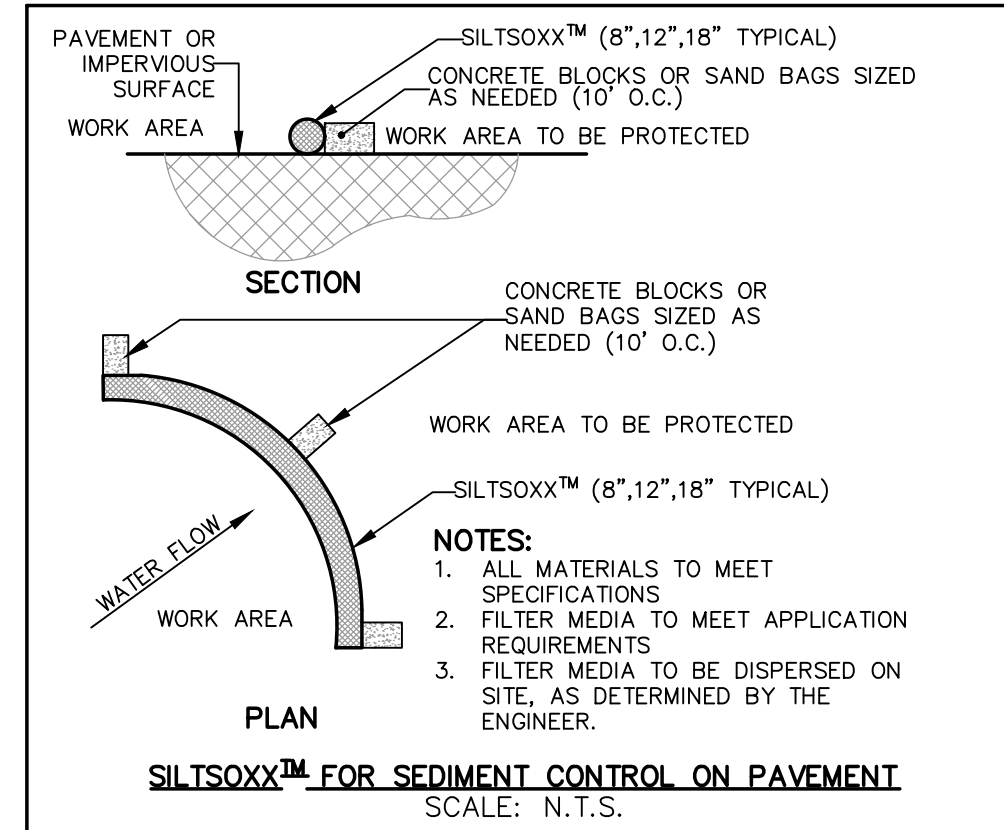 PAVEMENT OR
IMPERVIOUS
SURFACE
SILTSOXX™ (8",12",18" TYPICAL)
CONCRETE BLOCKS OR SAND BAGS SIZED
AS NEEDED (10' O.C.)
WORK AREA
WORK AREA TO BE PROTECTED
SECTION
CONCRETE BLOCKS OR
SAND BAGS SIZED AS
NEEDED (10' O.C.)
WORK AREA TO BE PROTECTED
SILTSOXX™ (8",12",18" TYPICAL)
WATER FLOW
WORK AREA
NOTES:
1. ALL MATERIALS TO MEET
SPECIFICATIONS
2. FILTER MEDIA TO MEET APPLICATION
REQUIREMENTS
3. FILTER MEDIA TO BE DISPERSED ON
SITE, AS DETERMINED BY THE
ENGINEER.
PLAN
SILTSOXX™ FOR SEDIMENT CONTROL ON PAVEMENT
SCALE: N.T.S.